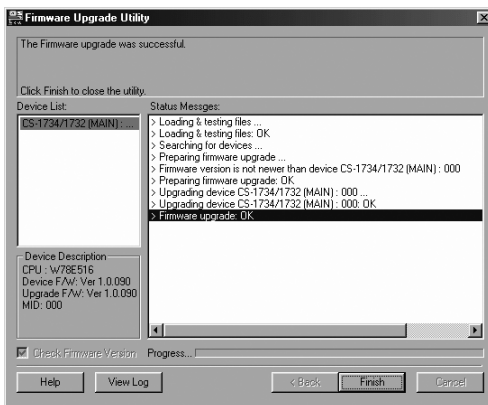 Firmware Upgrade Utility
The Firmware upgrade was successful.
Click Finish to close the utility.
Device List:
CS-1734/1732 (MAIN) : ...
Status Messges:
> Loading & testing files ...
> Loading & testing files: OK
> Searching for devices ...
> Preparing firmware upgrade ...
> Firmware version is not newer than device CS-1734/1732 (MAIN) : 000
> Preparing firmware upgrade: OK
> Upgrading device CS-1734/1732 (MAIN) : 000 ...
> Upgrading device CS-1734/1732 (MAIN) : 000: OK
> Firmware upgrade: OK
Device Description
CPU : W78E516
Device F/W: Ver 1.0.090
Upgrade F/W: Ver 1.0.090
MID: 000
Check Firmware Version
Progress...
Help
View Log
< Back
Finish
Cancel